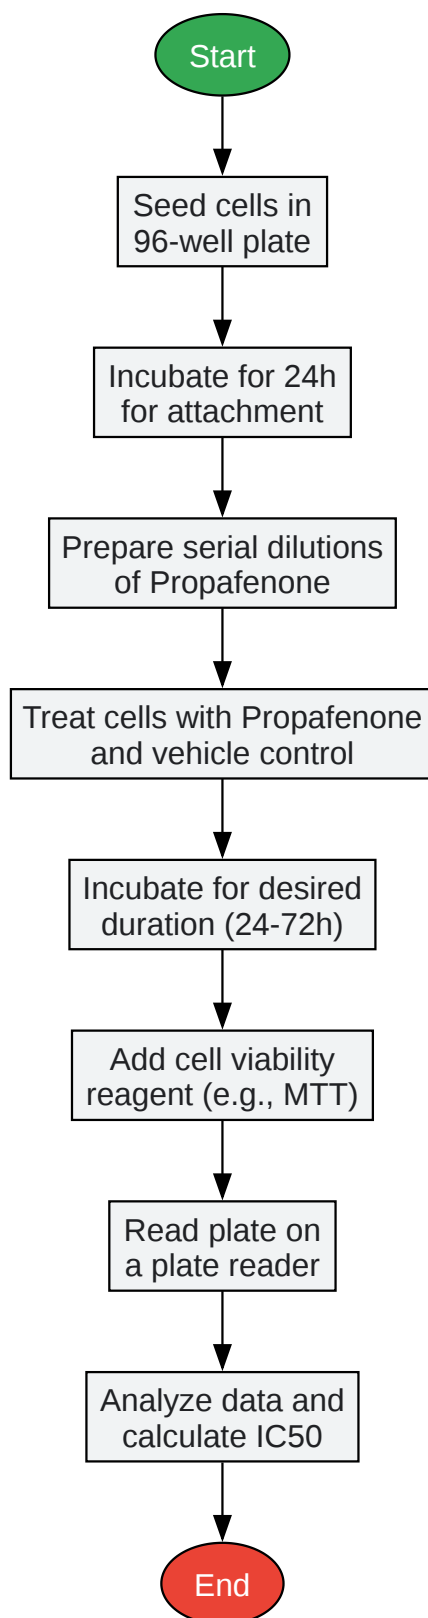 Start
Seed cells in
96-well plate
Incubate for 24h
for attachment
Prepare serial dilutions
of Propafenone
Treat cells with Propafenone
and vehicle control
Incubate for desired
duration (24-72h)
Add cell viability
reagent (e.g., MTT)
Read plate on
a plate reader
Analyze data and
calculate IC50
End